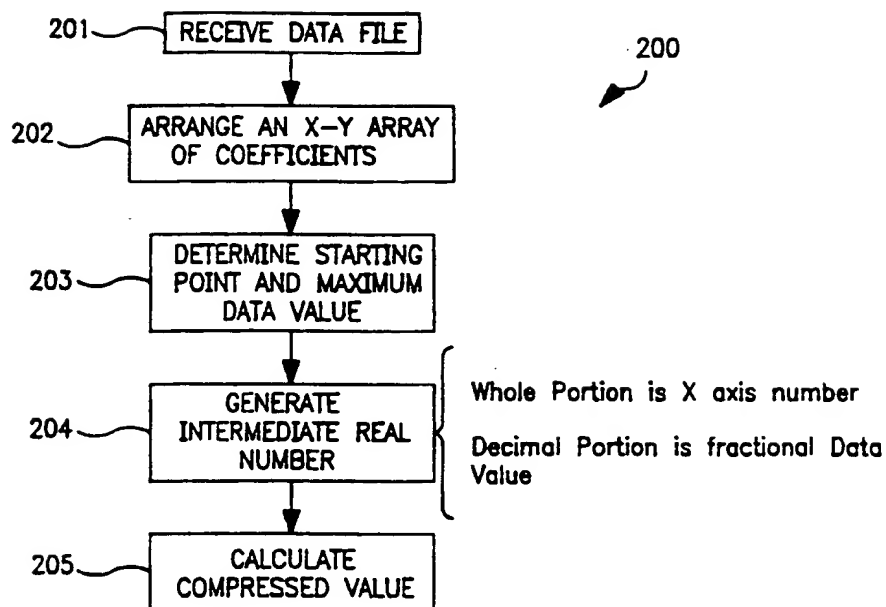 201
RECEIVE DATA FILE
200
202
ARRANGE AN X-Y ARRAY
OF COEFFICIENTS
203
DETERMINE STARTING
POINT AND MAXIMUM
DATA VALUE
204
GENERATE
INTERMEDIATE REAL
NUMBER
Whole Portion is X axis number
Decimal Portion is fractional Data
Value
205
CALCULATE
COMPRESSED VALUE